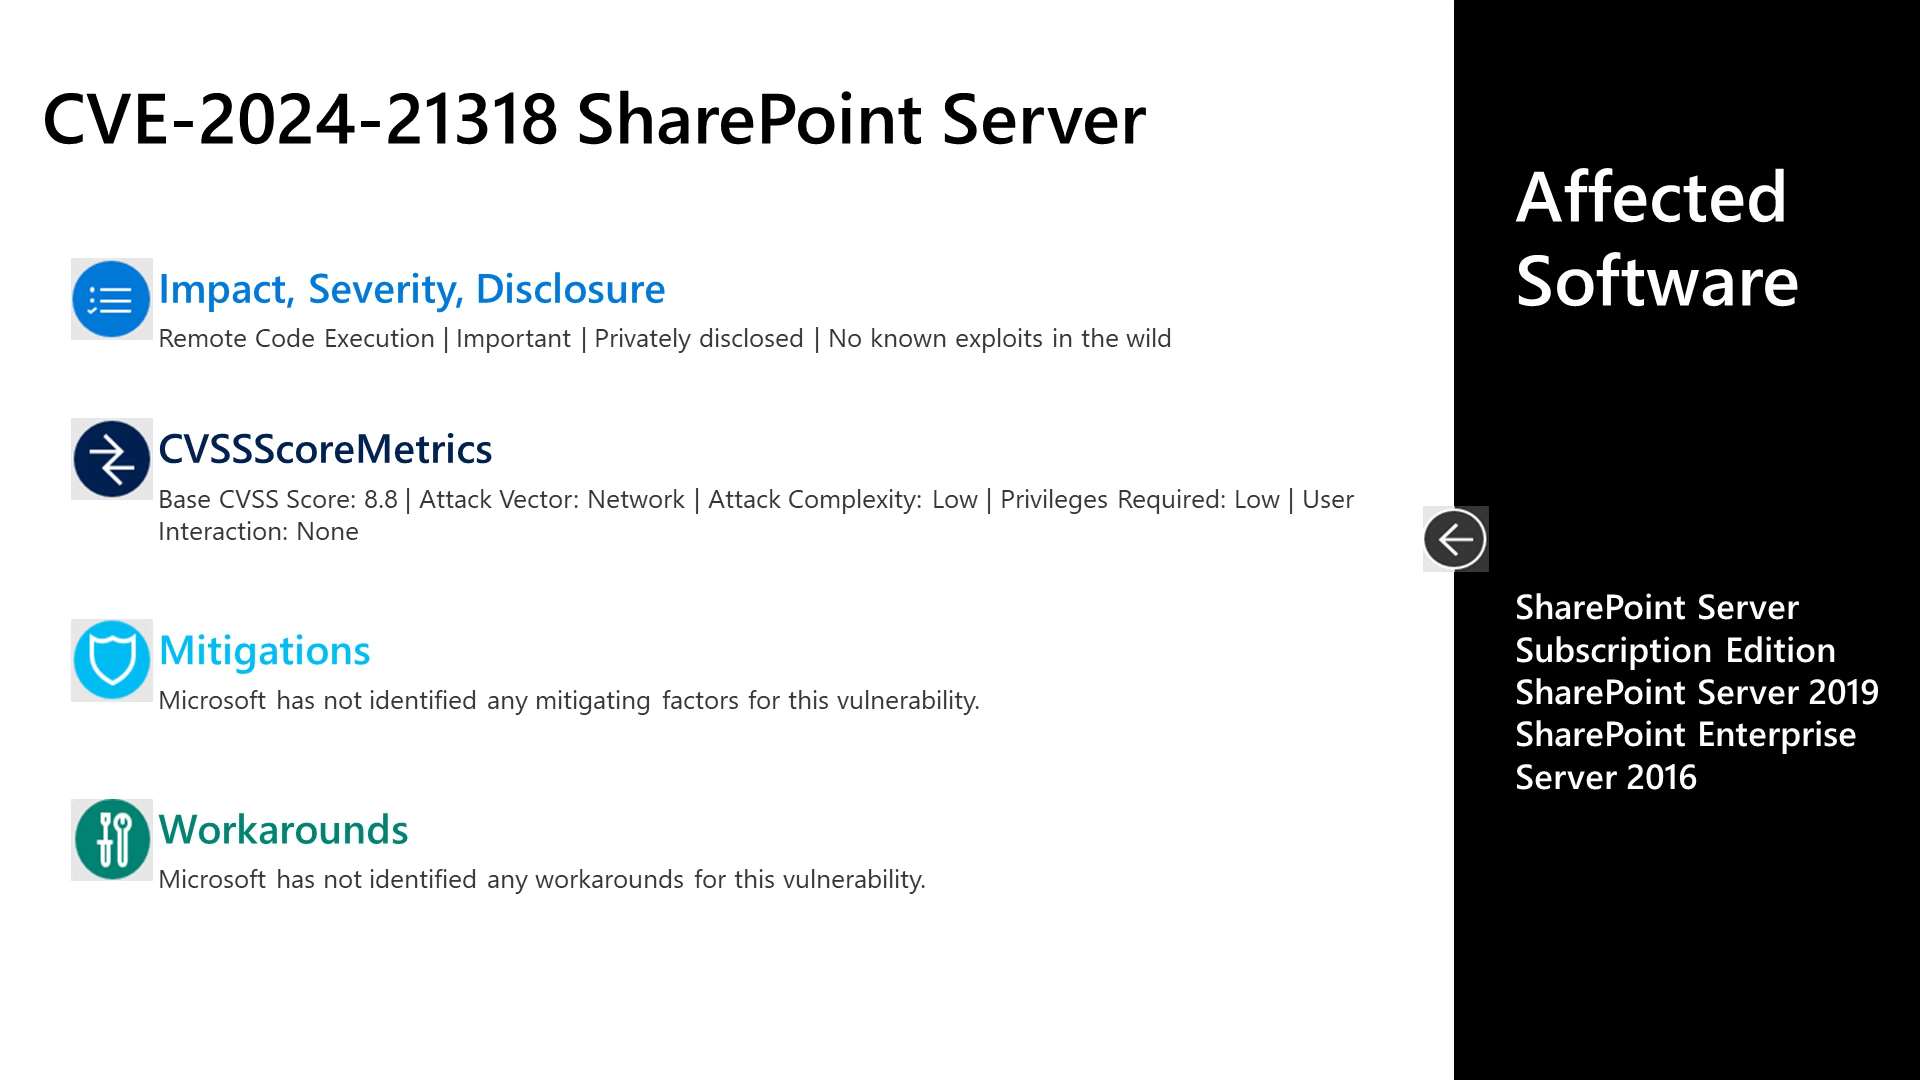 CVE-2024-21318 SharePoint Server
Impact, Severity, Disclosure
Remote Code Execution | Important | Privately disclosed | No known exploits in the wild
CVSSScoreMetrics
Base CVSS Score: 8.8 | Attack Vector: Network | Attack Complexity: Low | Privileges Required: Low | User
Interaction: None
Mitigations
Microsoft has not identified any mitigating factors for this vulnerability.
Workarounds
Microsoft has not identified any workarounds for this vulnerability.
Affected
Software
SharePoint Server
Subscription Edition
SharePoint Server 2019
SharePoint Enterprise
Server 2016